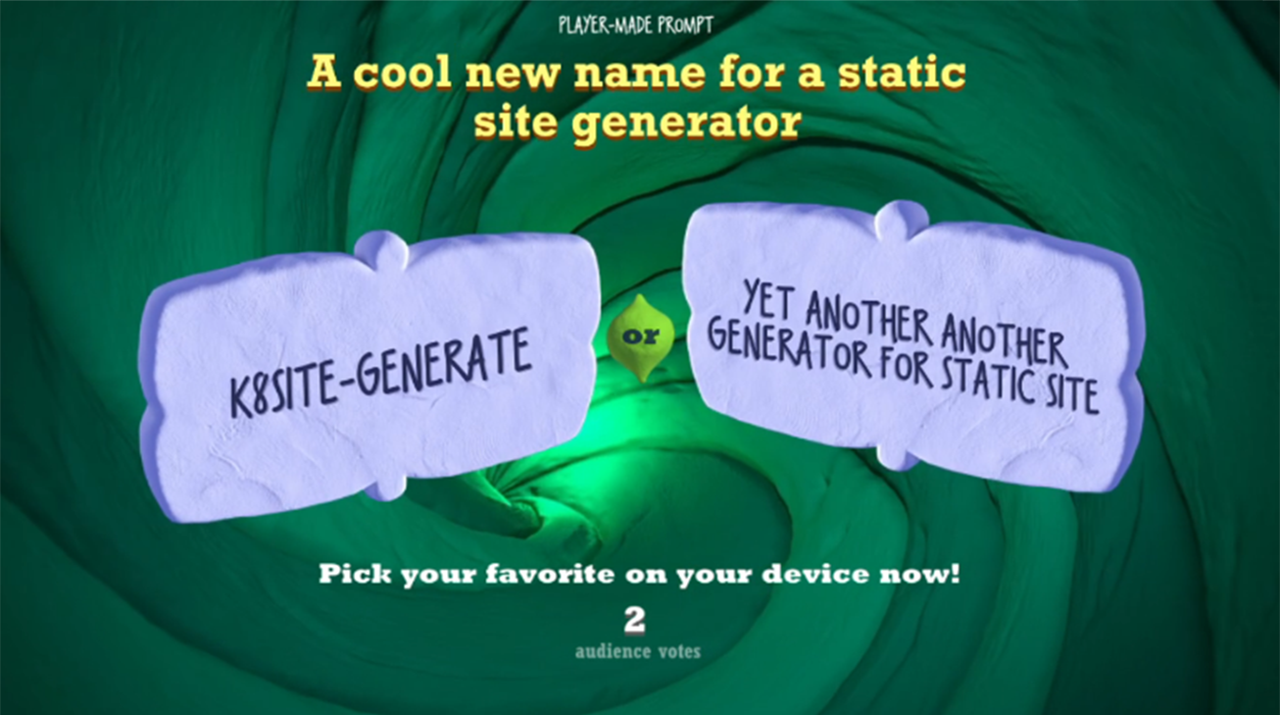 PLAYER-MADE PROMPT
A cool new name for a static
site generator
K8SITE-GENERATE
or
YET ANOTHER ANOTHER
GENERATOR FOR STATIC SITE
Pick your favorite on your device now!
2
audience votes